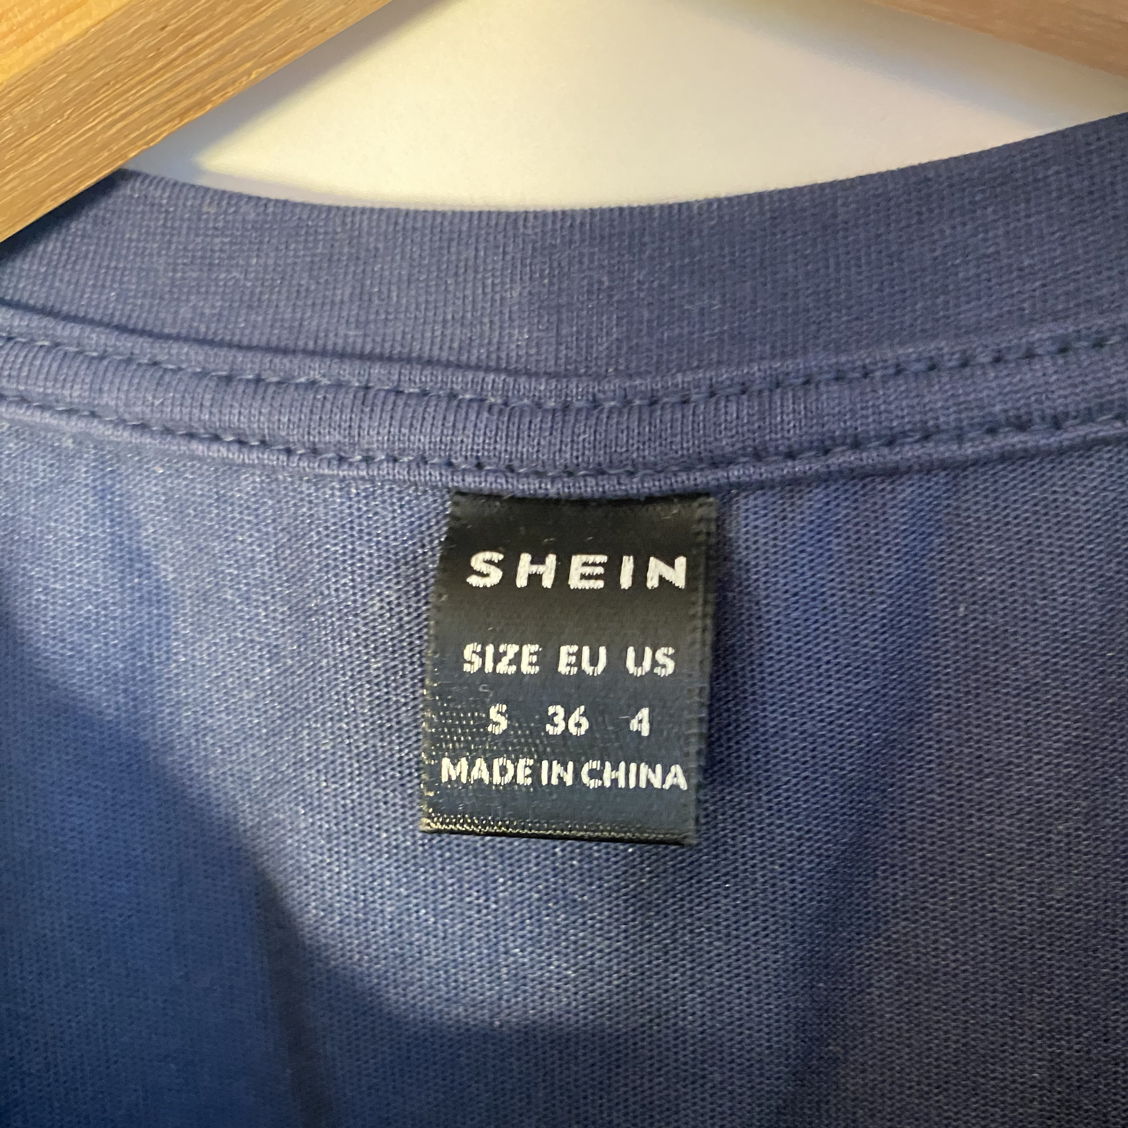 SHEIN
SIZE EU US
S 36 4
MADE IN CHINA